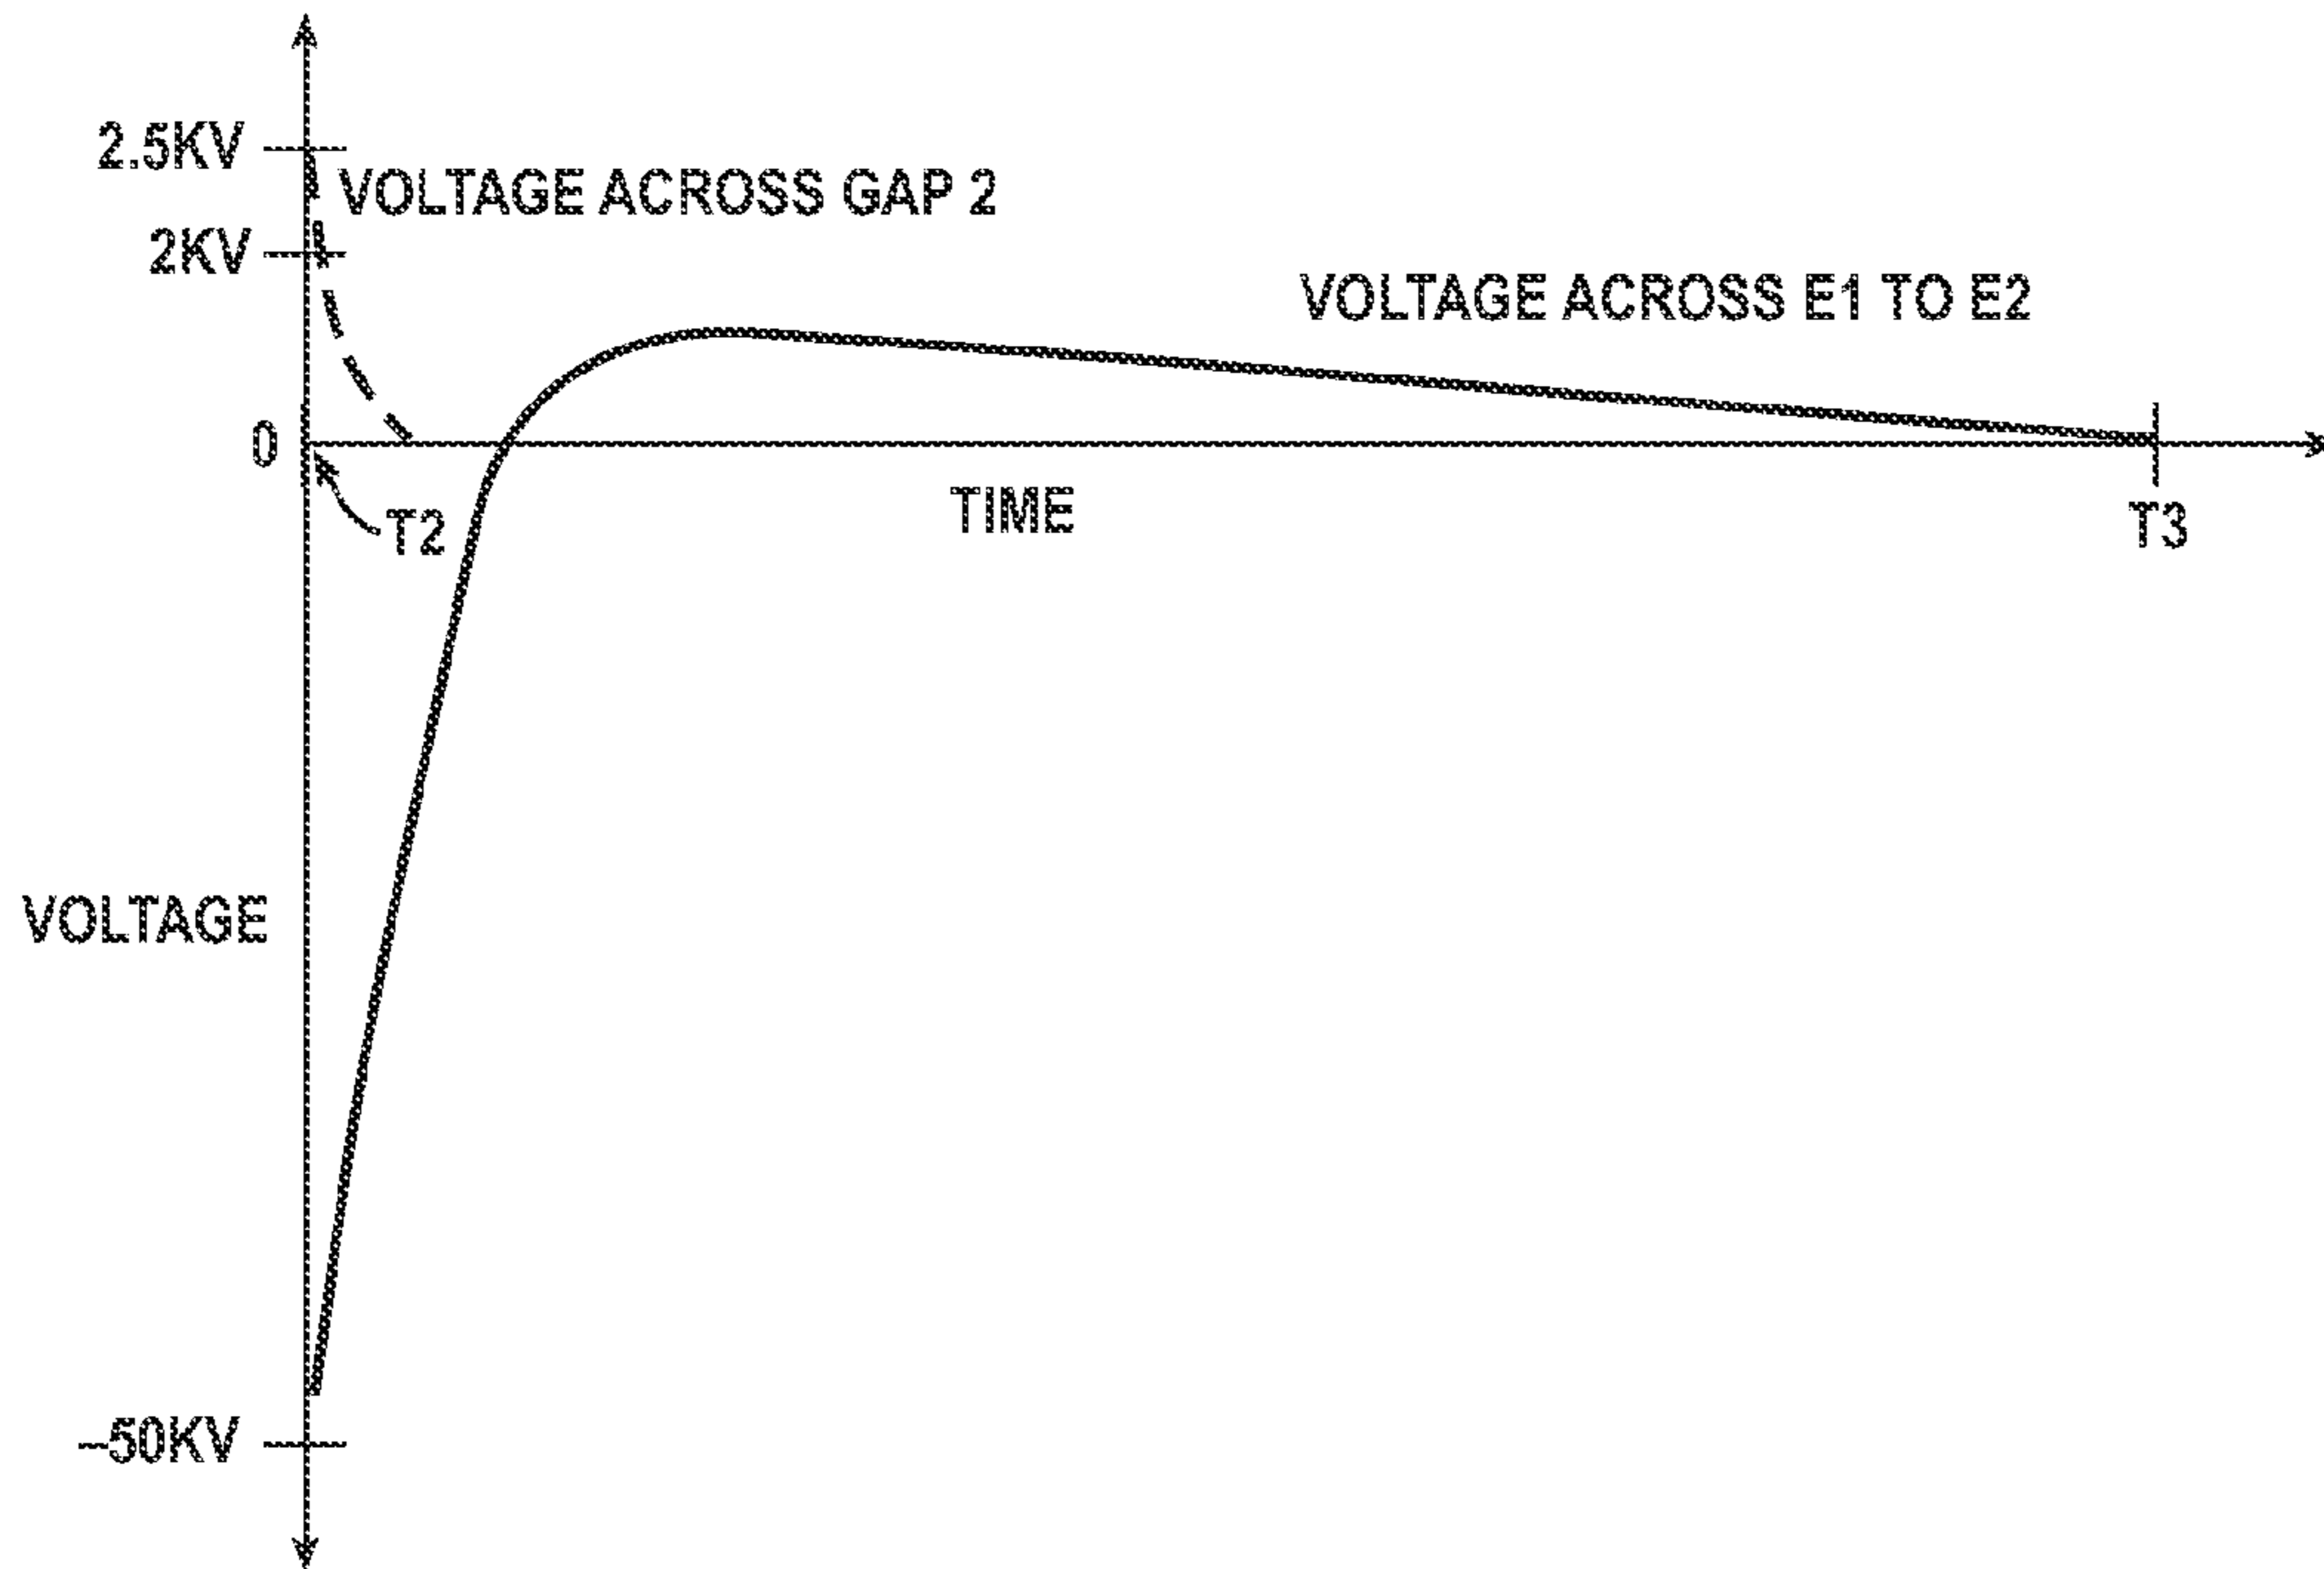 2.5KV
VOLTAGE ACROSS GAP 2
2KV
VOLTAGE ACROSS E1 TO E2
0
TIME
T2
T3
VOLTAGE
–50KV